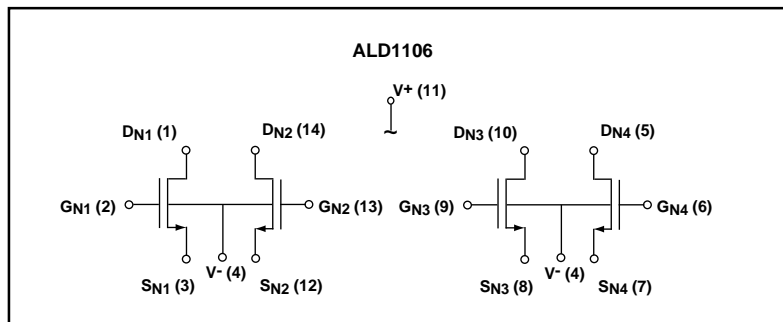 ALD1106
V+ (11)
~
DN1 (1) DN2 (14) DN3 (10) DN4 (5)
GN1 (2) GN2 (13) GN3 (9) GN4 (6)
V- (4) V- (4)
SN1 (3) SN2 (12) SN3 (8) SN4 (7)